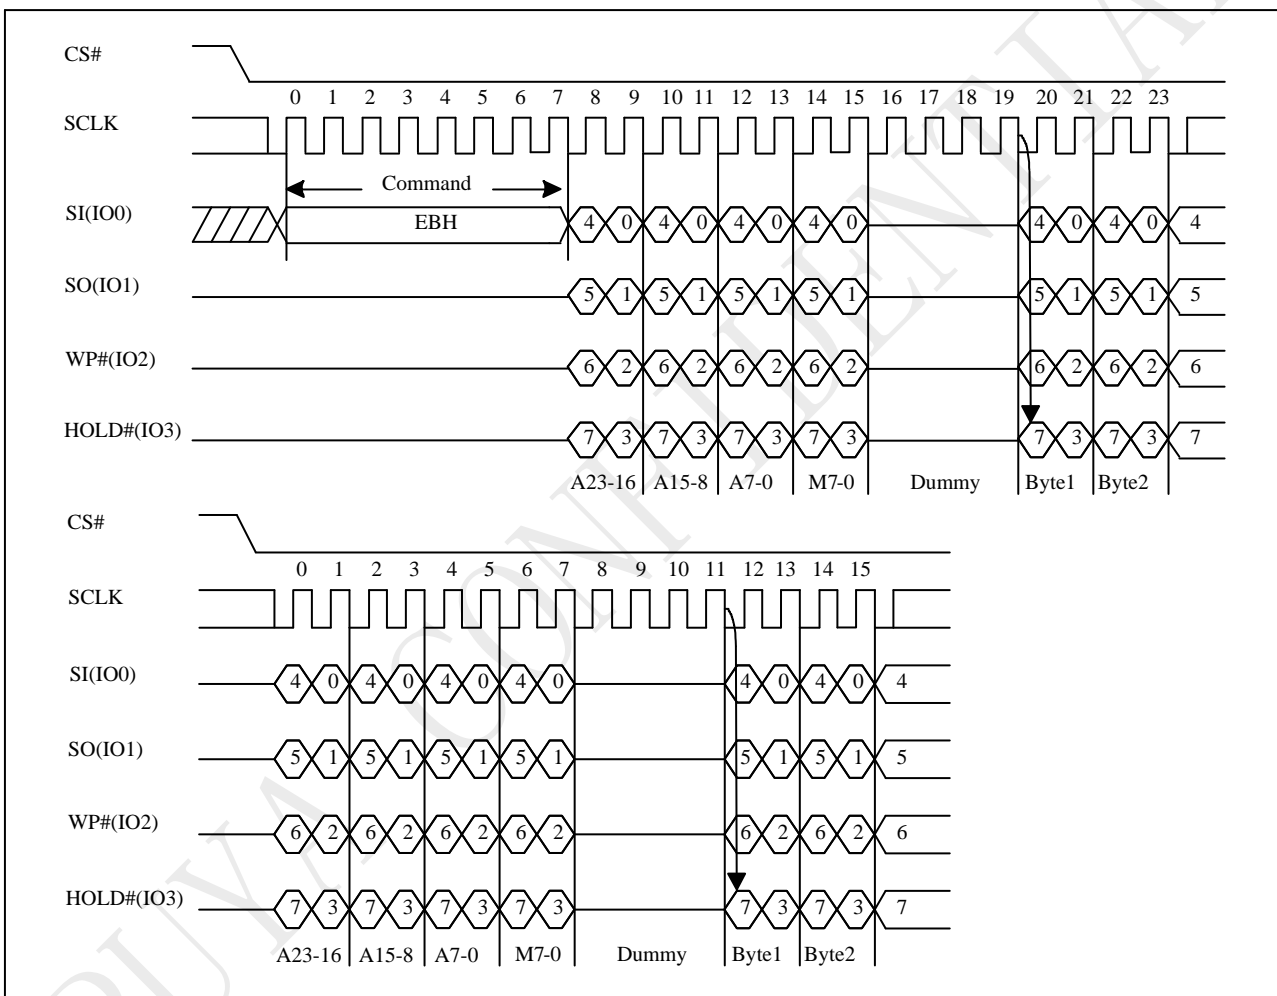 CS#
0 1 2 3 4 5 6 7 8 9 10 11 12 13 14 15 16 17 18 19 20 21 22 23
SCLK
Command
SI(IO0) EBH 4 0 4 0 4 0 4 0 4 0 4 0 4
SO(IO1) 5 1 5 1 5 1 5 1 5 1 5 1 5
WP#(IO2) 6 2 6 2 6 2 6 2 6 2 6 2 6
HOLD#(IO3) 7 3 7 3 7 3 7 3 7 3 7 3 7
A23-16 A15-8 A7-0 M7-0 Dummy Byte1 Byte2
CS#
0 1 2 3 4 5 6 7 8 9 10 11 12 13 14 15
SCLK
SI(IO0) 4 0 4 0 4 0 4 0 4 0 4 0 4
SO(IO1) 5 1 5 1 5 1 5 1 5 1 5 1 5
WP#(IO2) 6 2 6 2 6 2 6 2 6 2 6 2 6
HOLD#(IO3) 7 3 7 3 7 3 7 3 7 3 7 3 7
A23-16 A15-8 A7-0 M7-0 Dummy Byte1 Byte2
PUYA CONFIDENTIAL